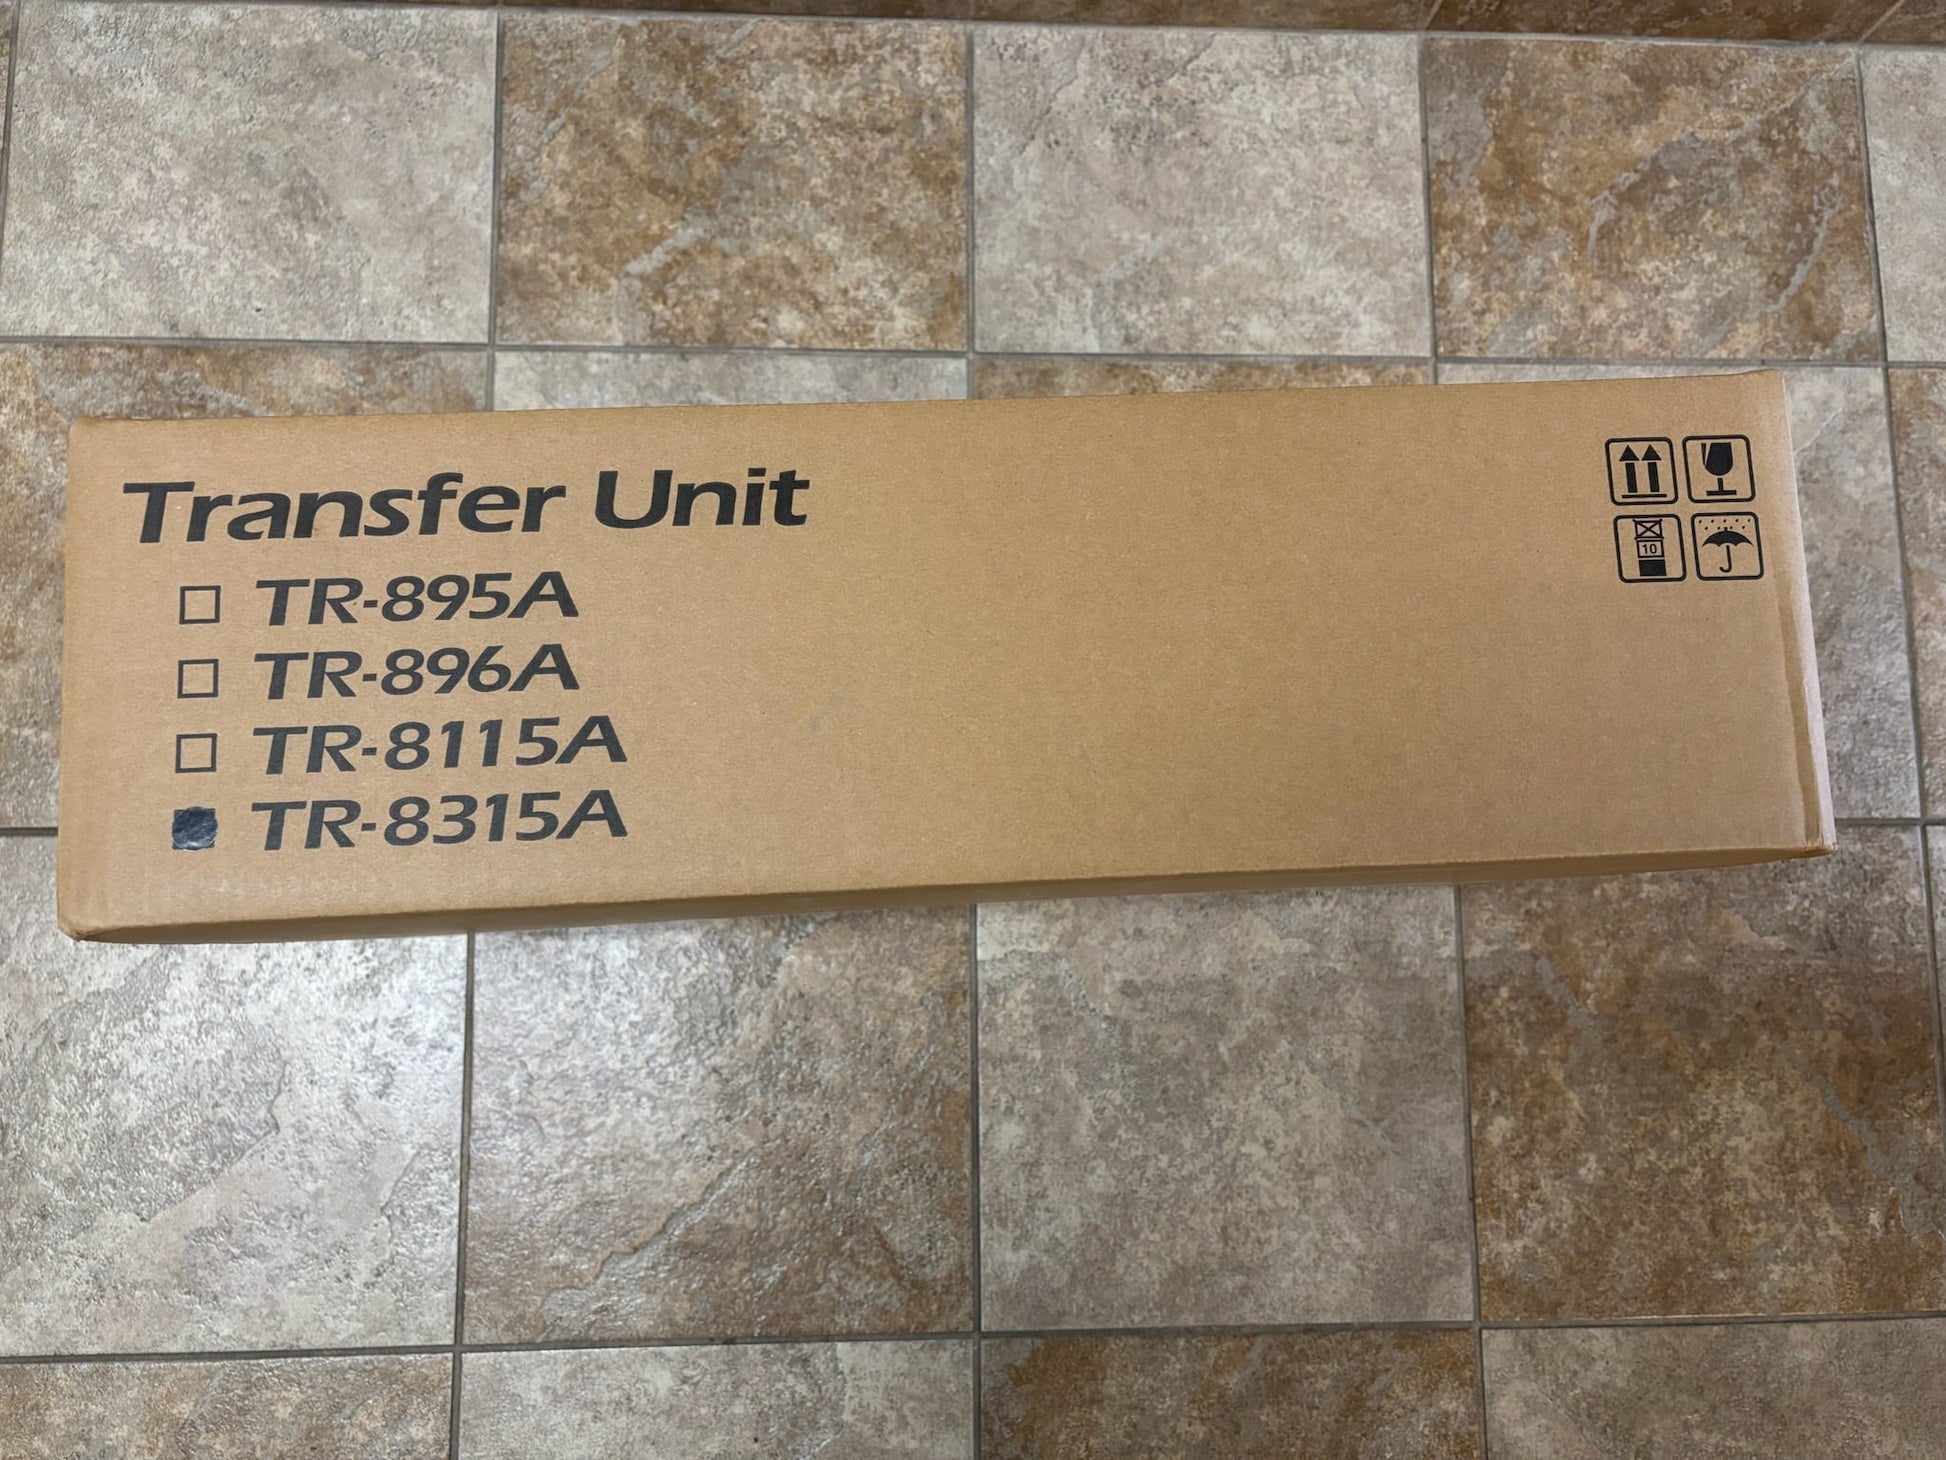 Transfer Unit
TR-895A
TR-896A
TR-8115A
TR-8315A
10